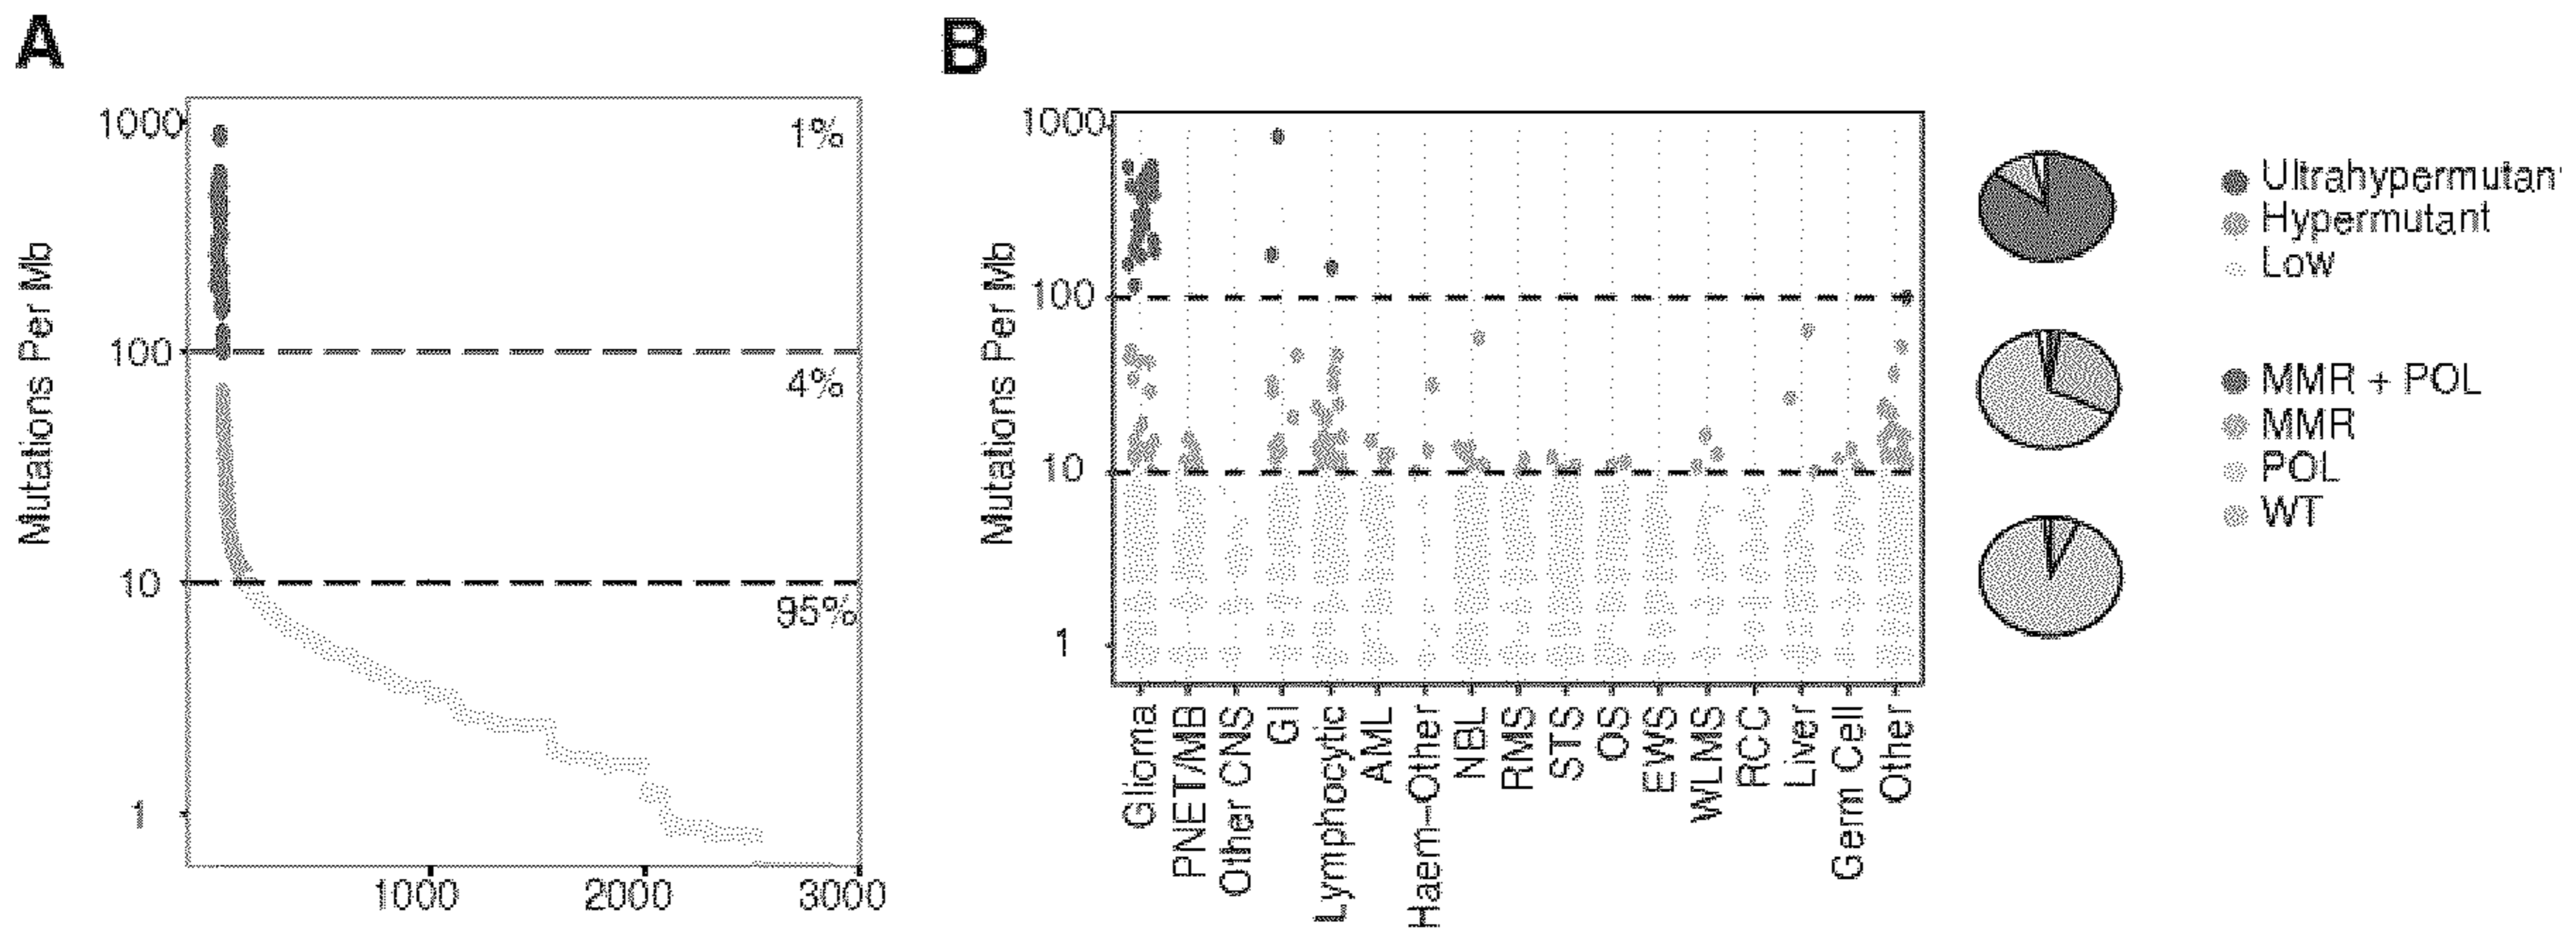 A
Mutations Per Mb
1000
100
10
1
1%
4%
95%
1000
2000
3000
B
Mutations Per Mb
1000
100
10
1
Glioma
PNET/MB
Other CNS
GI
Lymphocytic
AML
Haem-Other
NBL
RMS
STS
OS
EWS
WLMS
RCC
Liver
Germ Cell
Other
Ultrahypermutan
Hypermutant
Low
MMR + POL
MMR
POL
WT